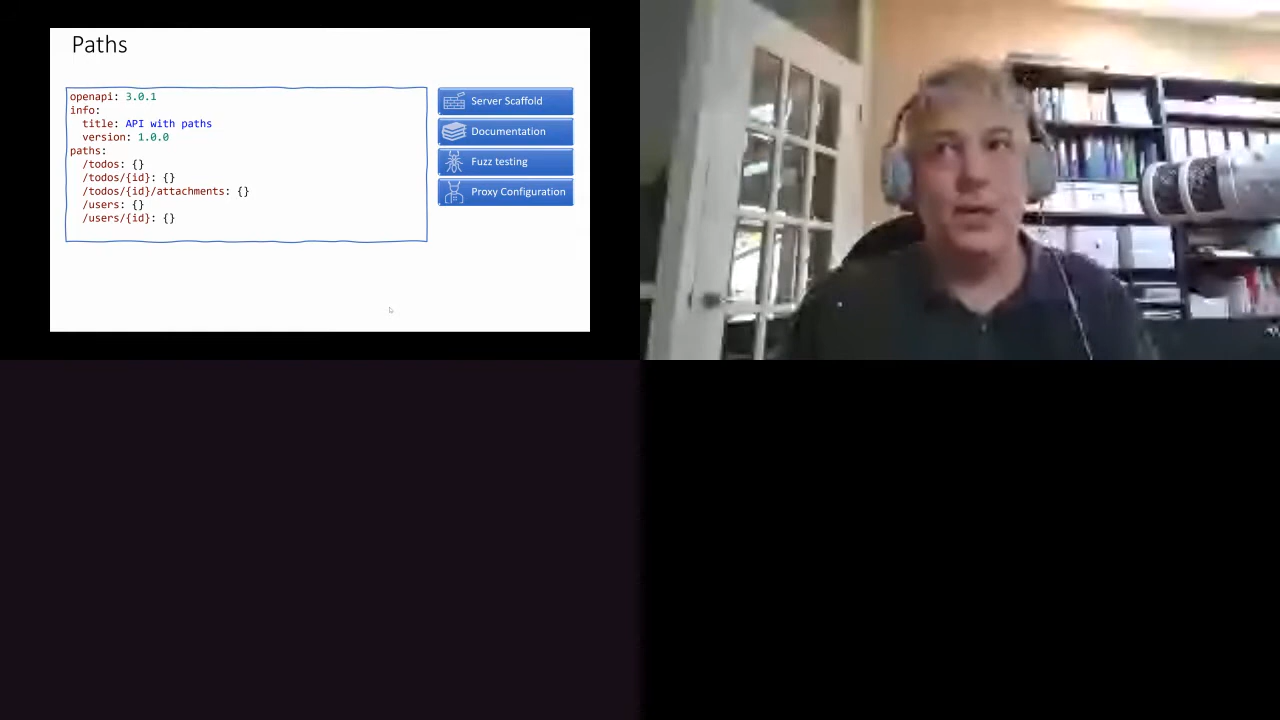 Paths
openapi: 3.0.1
info:
  title: API with paths
  version: 1.0.0
paths:
  /todos: {}
  /todos/{id}: {}
  /todos/{id}/attachments: {}
  /users: {}
  /users/{id}: {}
Server Scaffold
Documentation
Fuzz testing
Proxy Configuration